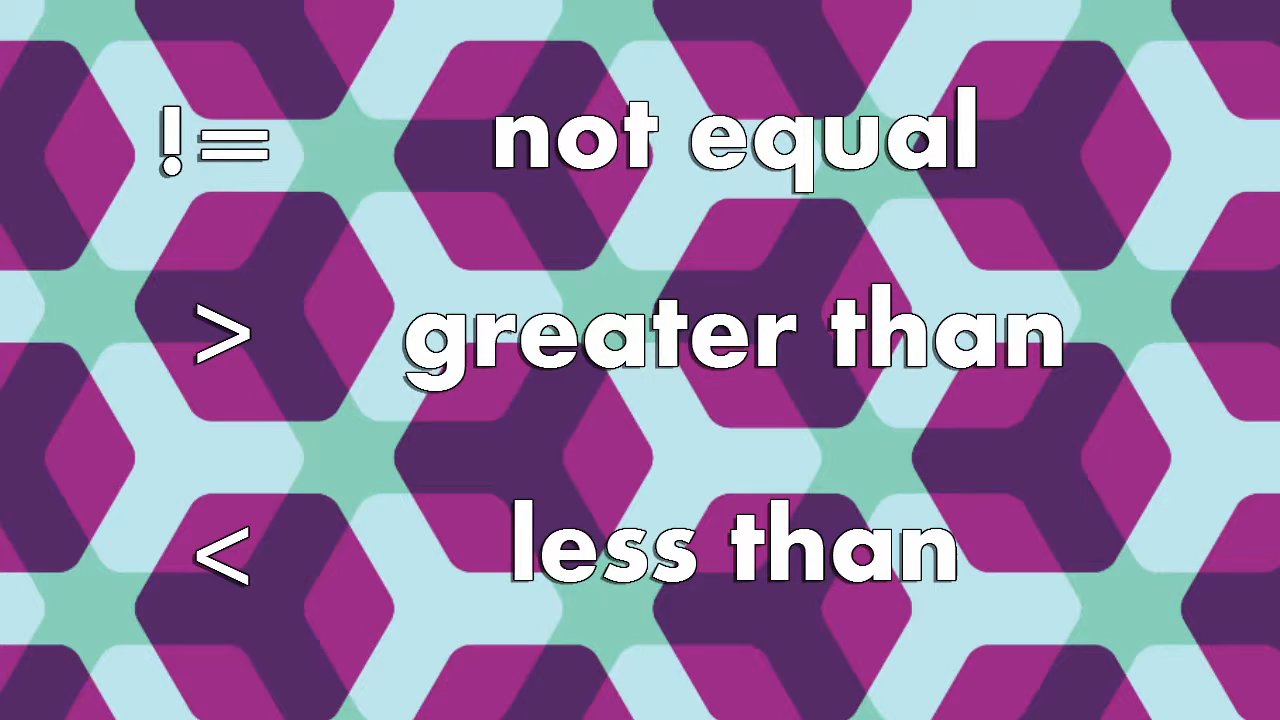 != not equal
> greater than
< less than